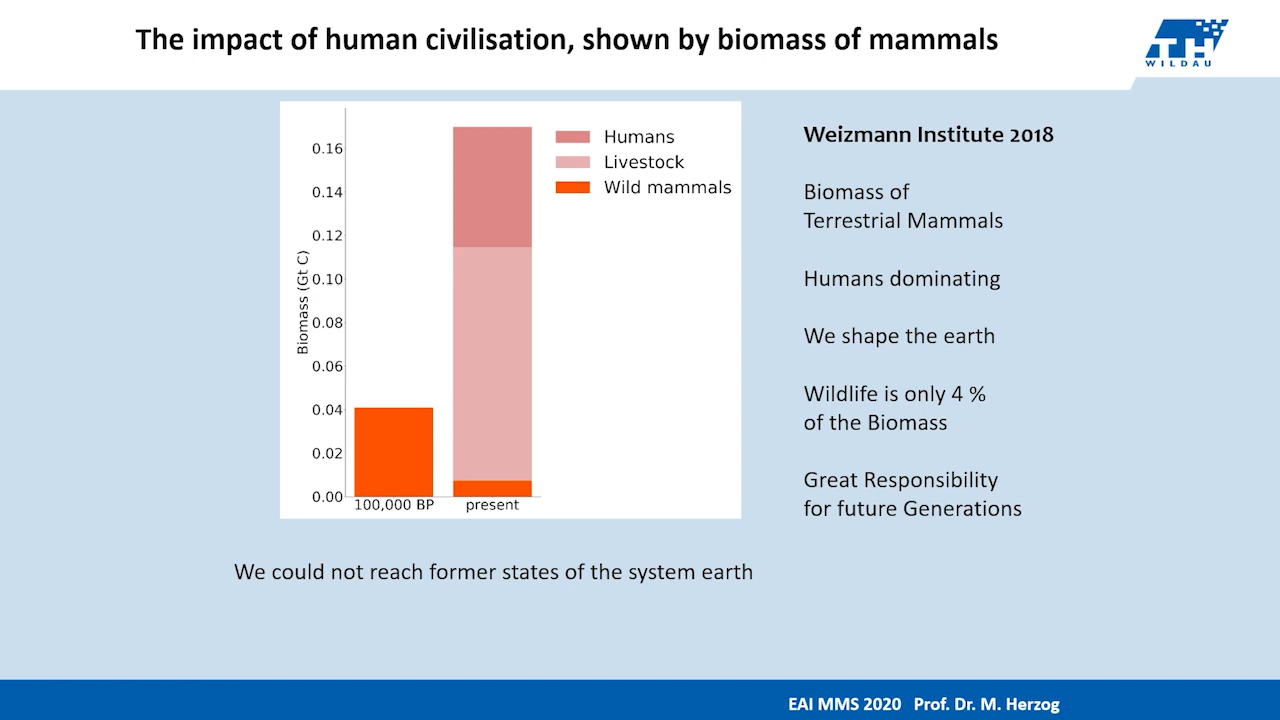 The impact of human civilisation, shown by biomass of mammals
TH
WILDAU
Humans
Livestock
Wild mammals
Biomass (Gt C)
0.16
0.14
0.12
0.10
0.08
0.06
0.04
0.02
0.00
100,000 BP
present
Weizmann Institute 2018
Biomass of
Terrestrial Mammals
Humans dominating
We shape the earth
Wildlife is only 4 %
of the Biomass
Great Responsibility
for future Generations
We could not reach former states of the system earth
EAI MMS 2020 Prof. Dr. M. Herzog